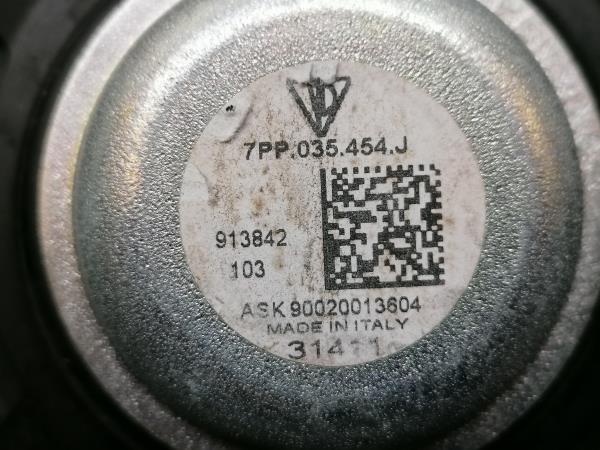 7PP.035.454.J
913842
103
ASK 90020013604
MADE IN ITALY